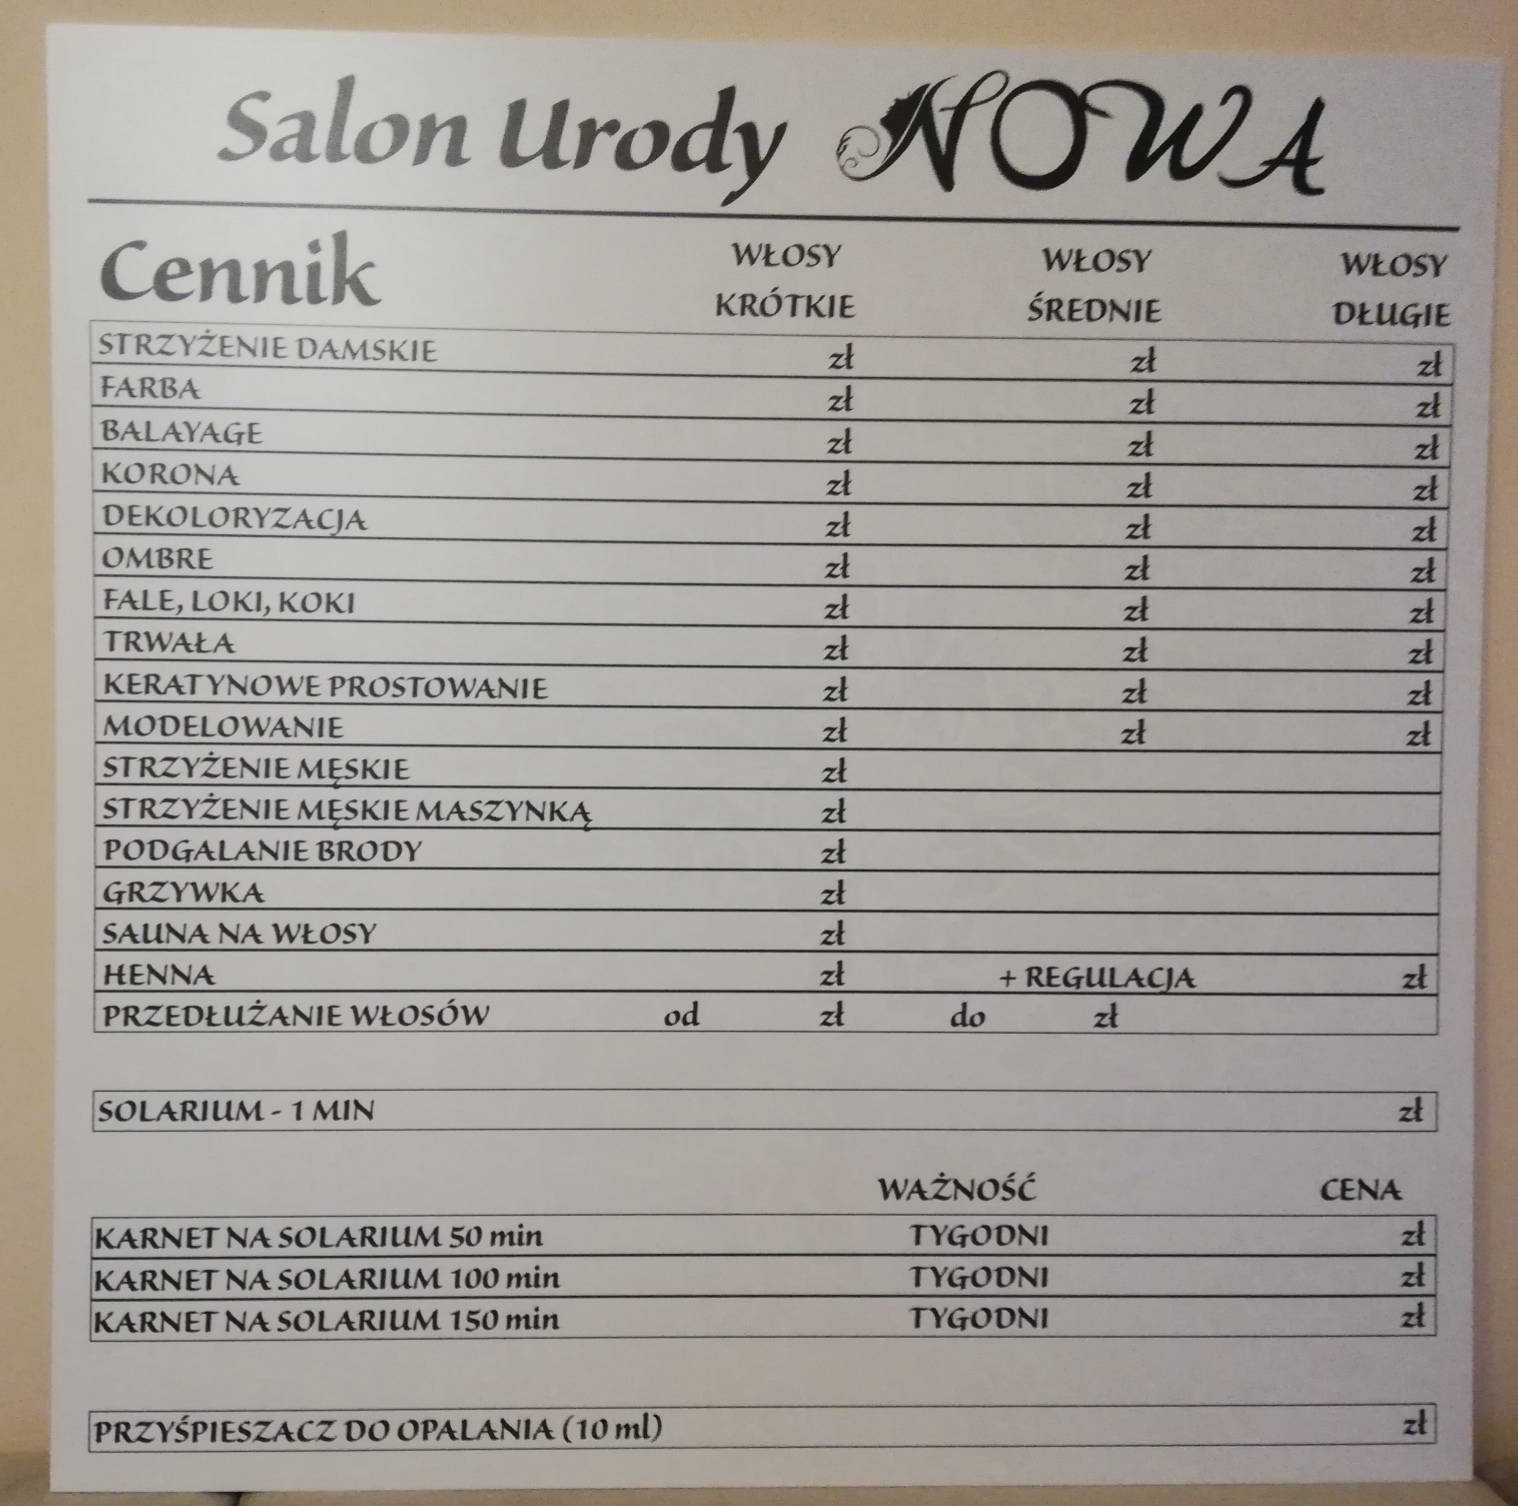 Salon Urody NOWA
Cennik WŁOSY KRÓTKIE WŁOSY ŚREDNIE WŁOSY DŁUGIE
STRZYŻENIE DAMSKIE zł zł zł
FARBA zł zł zł
BALAYAGE zł zł zł
KORONA zł zł zł
DEKOLORYZACJA zł zł zł
OMBRE zł zł zł
FALE, LOKI, KOKI zł zł zł
TRWAŁA zł zł zł
KERATYNOWE PROSTOWANIE zł zł zł
MODELOWANIE zł zł zł
STRZYŻENIE MĘSKIE zł
STRZYŻENIE MĘSKIE MASZYNKĄ zł
PODGALANIE BRODY zł
GRZYWKA zł
SAUNA NA WŁOSY zł
HENNA zł + REGULACJA zł
PRZEDŁUŻANIE WŁOSÓW od zł do zł
SOLARIUM - 1 MIN zł
WAŻNOŚĆ CENA
KARNET NA SOLARIUM 50 min TYGODNI zł
KARNET NA SOLARIUM 100 min TYGODNI zł
KARNET NA SOLARIUM 150 min TYGODNI zł
PRZYŚPIESZACZ DO OPALANIA (10 ml) zł